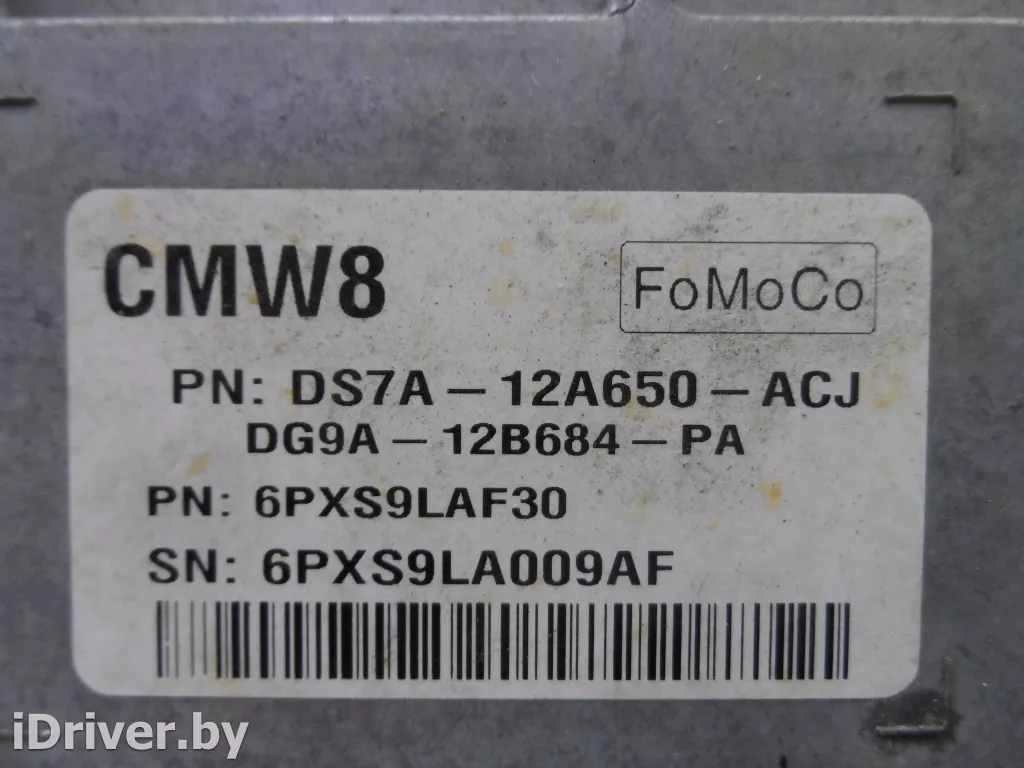 CMW8
FoMoCo
PN: DS7A-12A650-ACJ
DG9A-12B684-PA
PN: 6PXS9LAF30
SN: 6PXS9LA009AF
iDriver.by